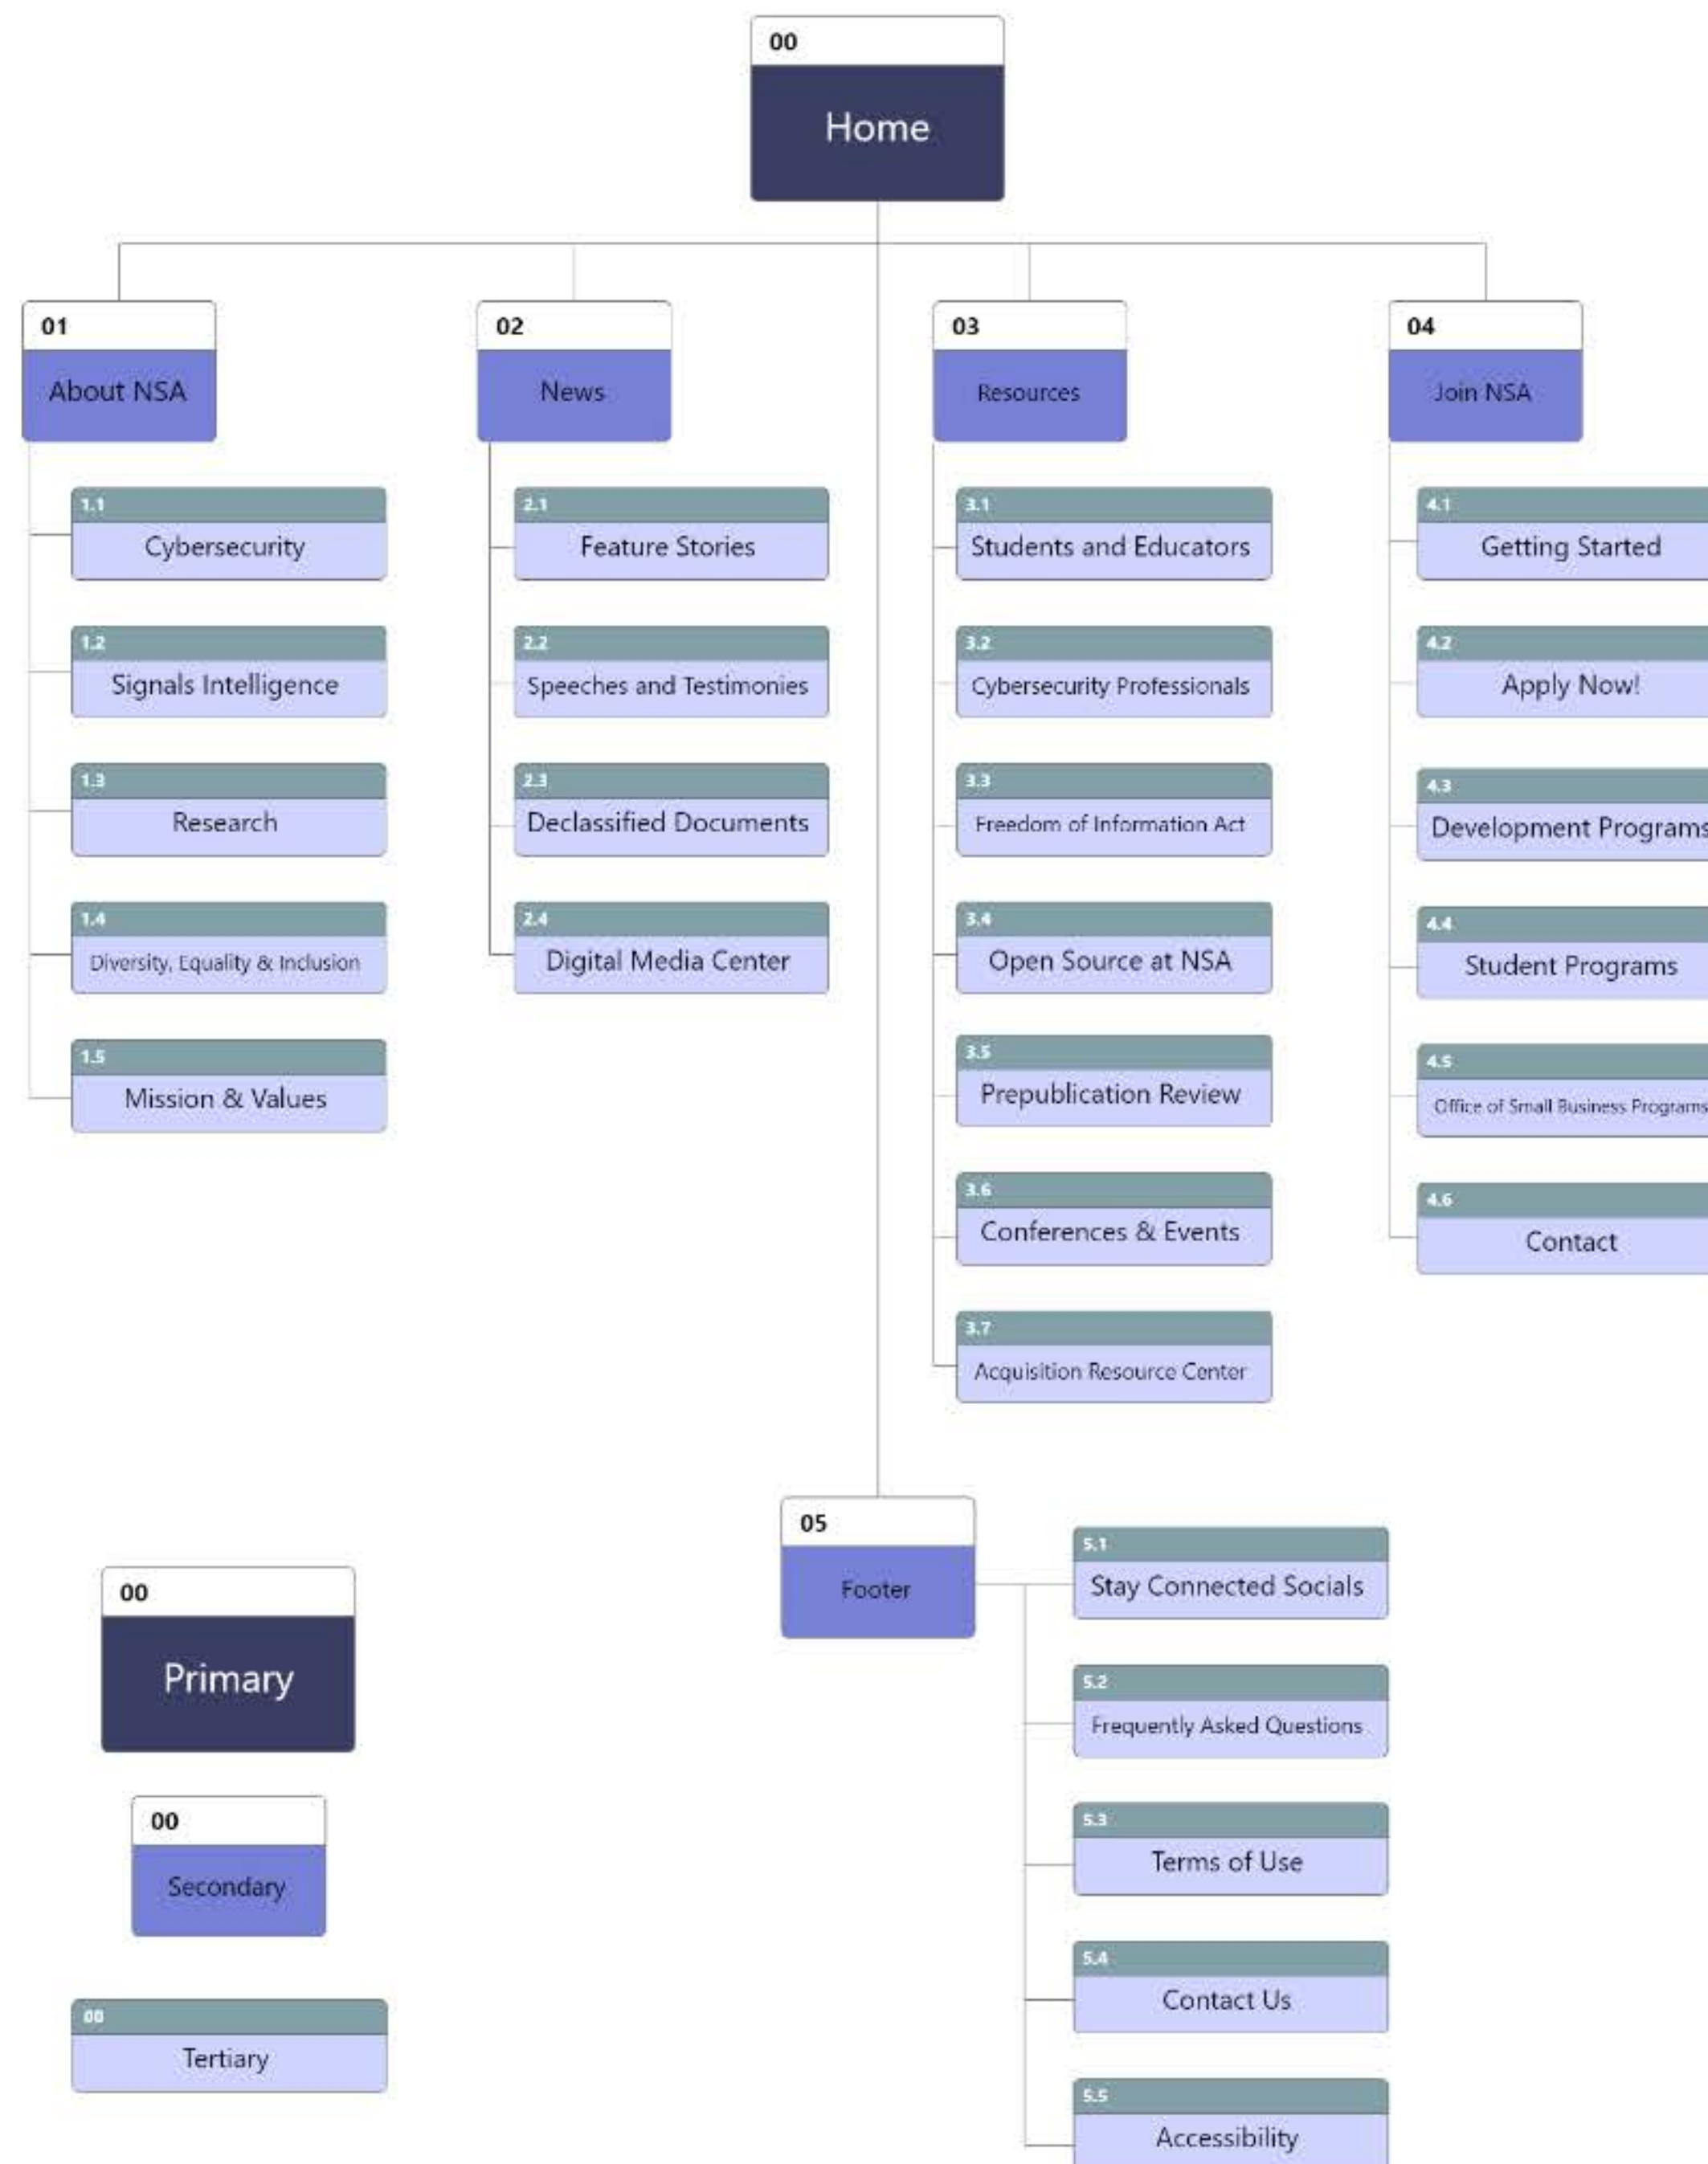 00
Home
01
About NSA
02
News
03
Resources
04
Join NSA
1.1
Cybersecurity
1.2
Signals Intelligence
1.3
Research
1.4
Diversity, Equality & Inclusion
1.5
Mission & Values
2.1
Feature Stories
2.2
Speeches and Testimonies
2.3
Declassified Documents
2.4
Digital Media Center
3.1
Students and Educators
3.2
Cybersecurity Professionals
3.3
Freedom of Information Act
3.4
Open Source at NSA
3.5
Prepublication Review
3.6
Conferences & Events
3.7
Acquisition Resource Center
4.1
Getting Started
4.2
Apply Now!
4.3
Development Programs
4.4
Student Programs
4.5
Office of Small Business Programs
4.6
Contact
05
Footer
5.1
Stay Connected Socials
5.2
Frequently Asked Questions
5.3
Terms of Use
5.4
Contact Us
5.5
Accessibility
00
Primary
00
Secondary
00
Tertiary